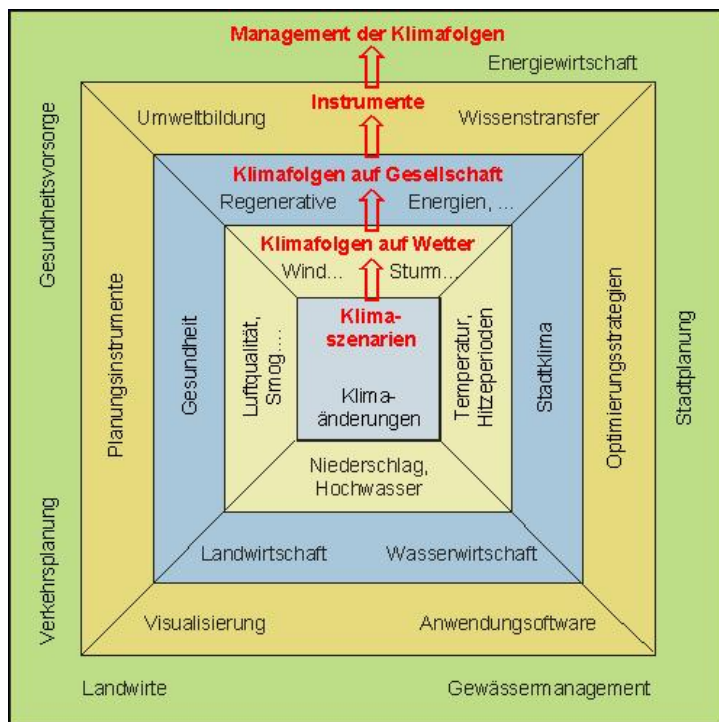 Management der Klimafolgen
Energiewirtschaft
Instrumente
Umweltbildung
Wissenstransfer
Klimafolgen auf Gesellschaft
Regenerative Energien, ...
Klimafolgen auf Wetter
Wind... Sturm...
Klima-
szenarien
Klima-
änderungen
Gesundheitsvorsorge
Verkehrsplanung
Planungsinstrumente
Gesundheit
Luftqualität,
Smog....
Temperatur,
Hitzeperioden
Stadtklima
Optimierungsstrategien
Stadtplanung
Niederschlag,
Hochwasser
Landwirtschaft
Wasserwirtschaft
Visualisierung
Anwendungsoftware
Landwirte
Gewässermanagement